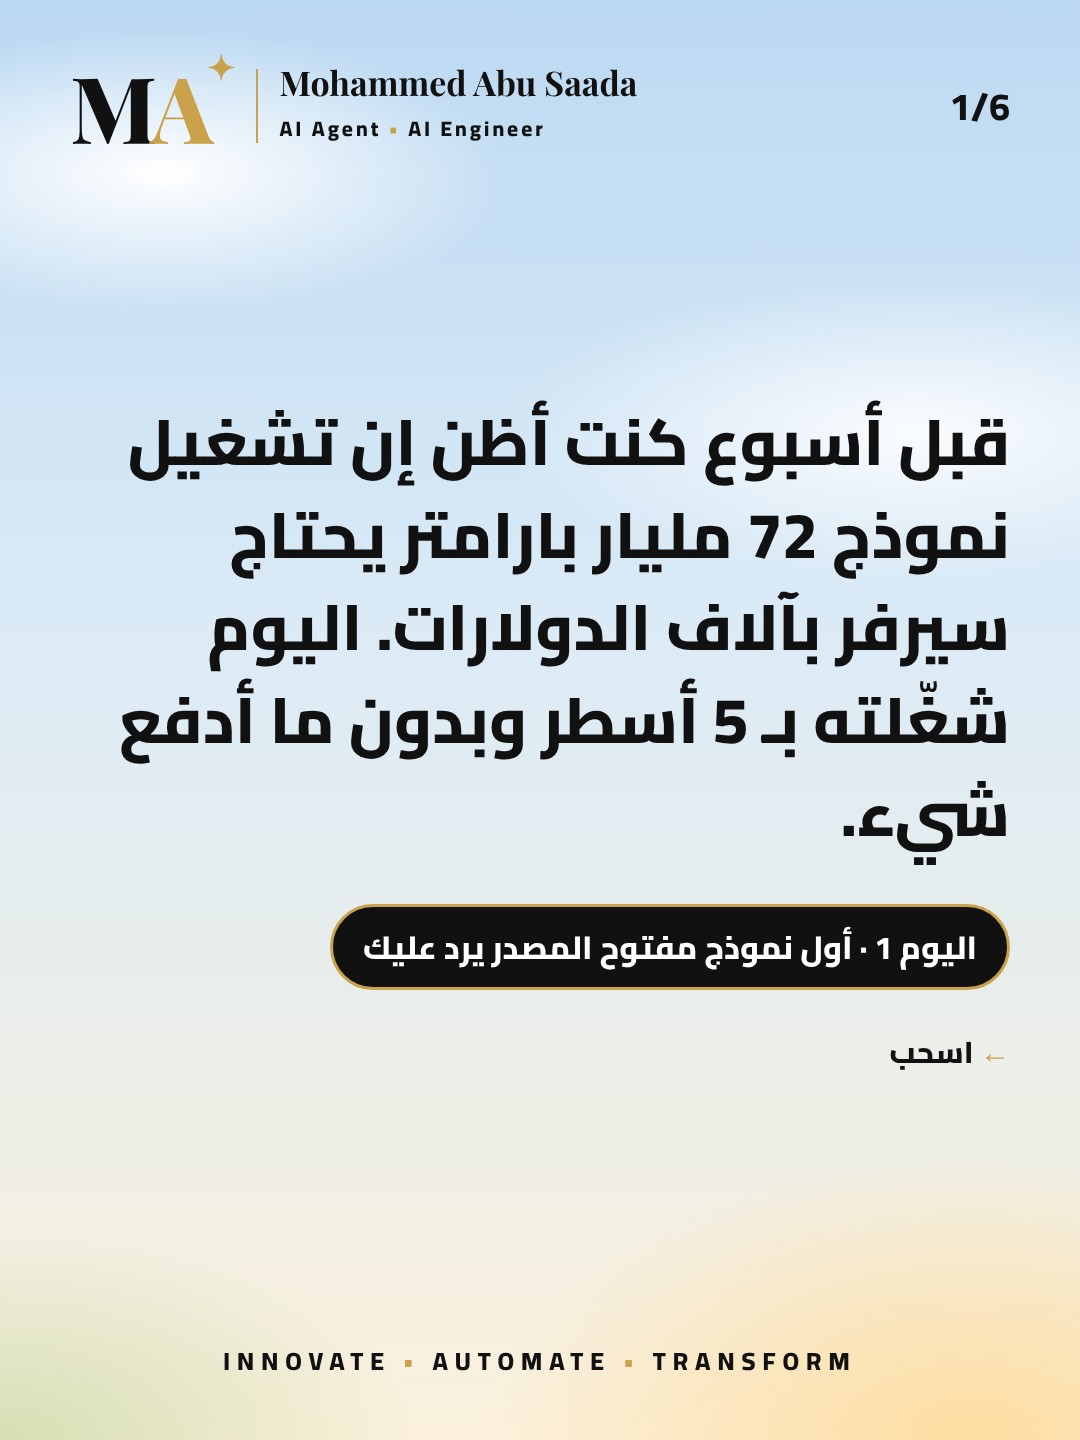 MA
Mohammed Abu Saada
AI Agent ▪ AI Engineer
1/6
قبل أسبوع كنت أظن إن تشغيل
نموذج 72 مليار بارامتر يحتاج
سيرفر بآلاف الدولارات. اليوم
شغّلته بـ 5 أسطر وبدون ما أدفع
شيء.
اليوم 1 · أول نموذج مفتوح المصدر يرد عليك
← اسحب
INNOVATE ▪ AUTOMATE ▪ TRANSFORM